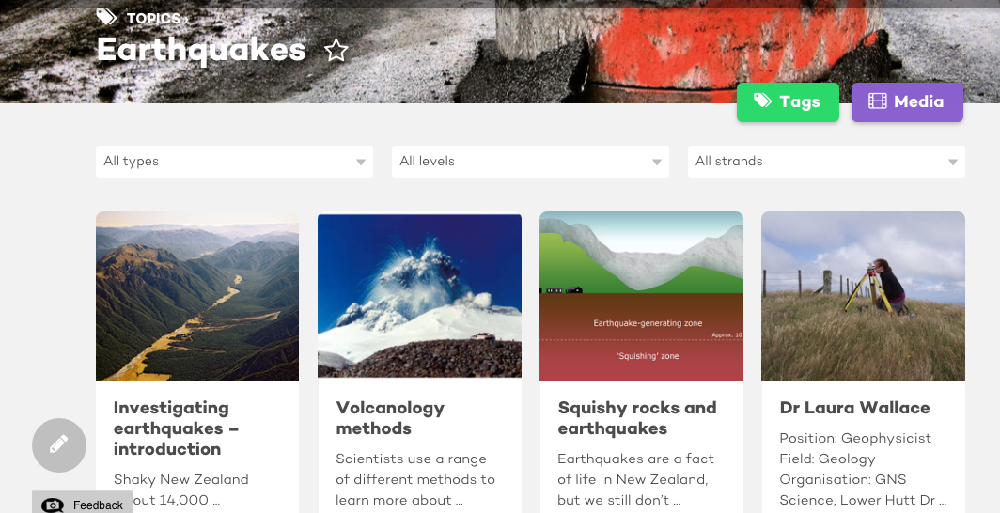 TOPICS ›
Earthquakes
Tags
Media
All types
All levels
All strands
Earthquake-generating zone
Approx. 10
'Squishing' zone
Investigating
earthquakes –
introduction
Shaky New Zealand
out 14,000 ...
Volcanology
methods
Scientists use a range
of different methods to
learn more about ...
Squishy rocks and
earthquakes
Earthquakes are a fact
of life in New Zealand,
but we still don't ...
Dr Laura Wallace
Position: Geophysicist
Field: Geology
Organisation: GNS
Science, Lower Hutt Dr ...
Feedback